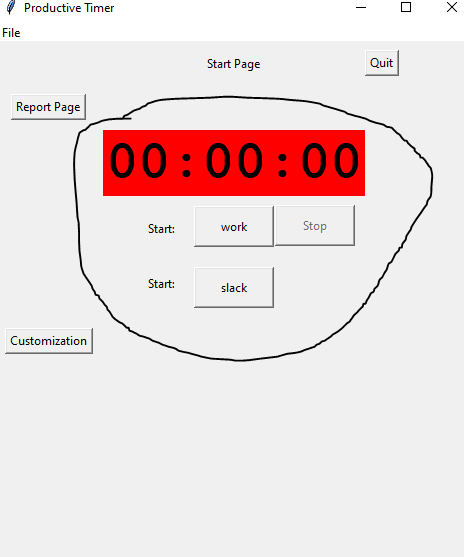 Productive Timer
File
Start Page
Quit
Report Page
00:00:00
Start:
work
Stop
Start:
slack
Customization